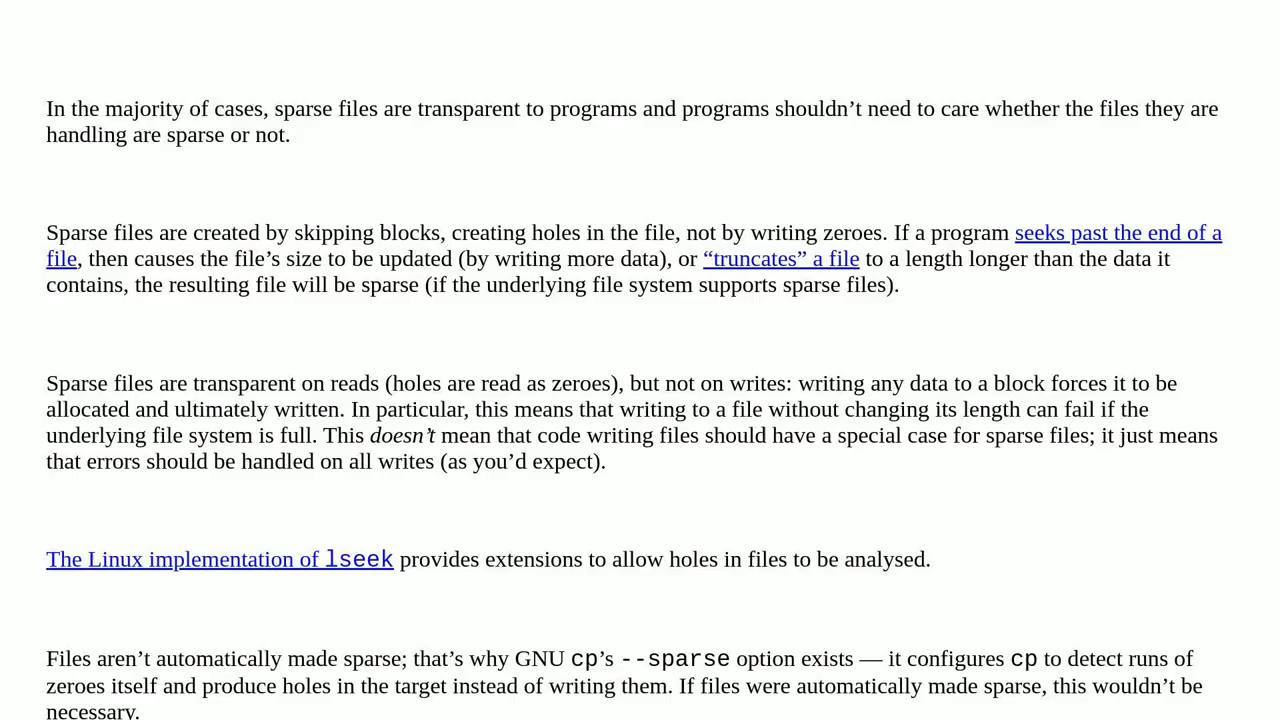 In the majority of cases, sparse files are transparent to programs and programs shouldn’t need to care whether the files they are
handling are sparse or not.
Sparse files are created by skipping blocks, creating holes in the file, not by writing zeroes. If a program seeks past the end of a
file, then causes the file’s size to be updated (by writing more data), or “truncates” a file to a length longer than the data it
contains, the resulting file will be sparse (if the underlying file system supports sparse files).
Sparse files are transparent on reads (holes are read as zeroes), but not on writes: writing any data to a block forces it to be
allocated and ultimately written. In particular, this means that writing to a file without changing its length can fail if the
underlying file system is full. This doesn’t mean that code writing files should have a special case for sparse files; it just means
that errors should be handled on all writes (as you’d expect).
The Linux implementation of lseek provides extensions to allow holes in files to be analysed.
Files aren’t automatically made sparse; that’s why GNU cp’s --sparse option exists — it configures cp to detect runs of
zeroes itself and produce holes in the target instead of writing them. If files were automatically made sparse, this wouldn’t be
necessary.